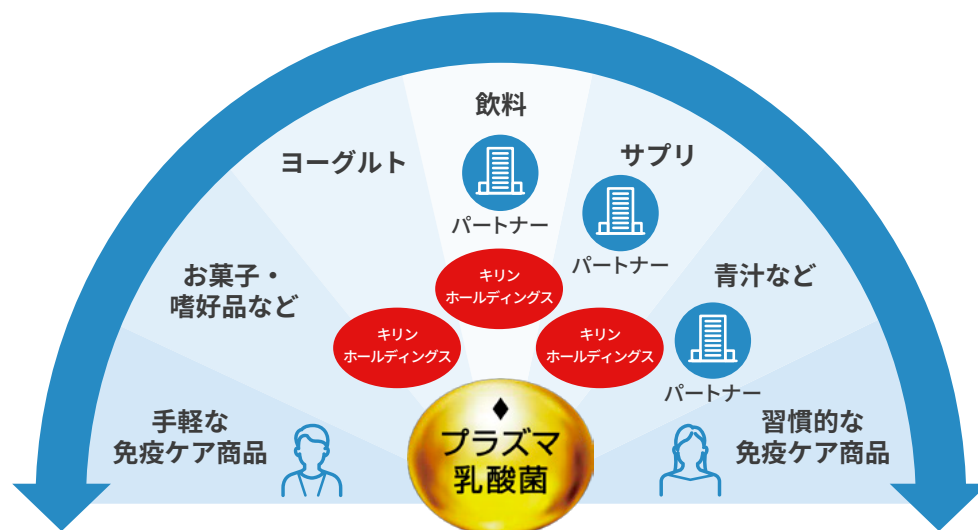 飲料
ヨーグルト
サプリ
パートナー
パートナー
お菓子・
嗜好品など
青汁など
キリン
ホールディングス
キリン
ホールディングス
キリン
ホールディングス
パートナー
手軽な
免疫ケア商品
プラズマ
乳酸菌
習慣的な
免疫ケア商品